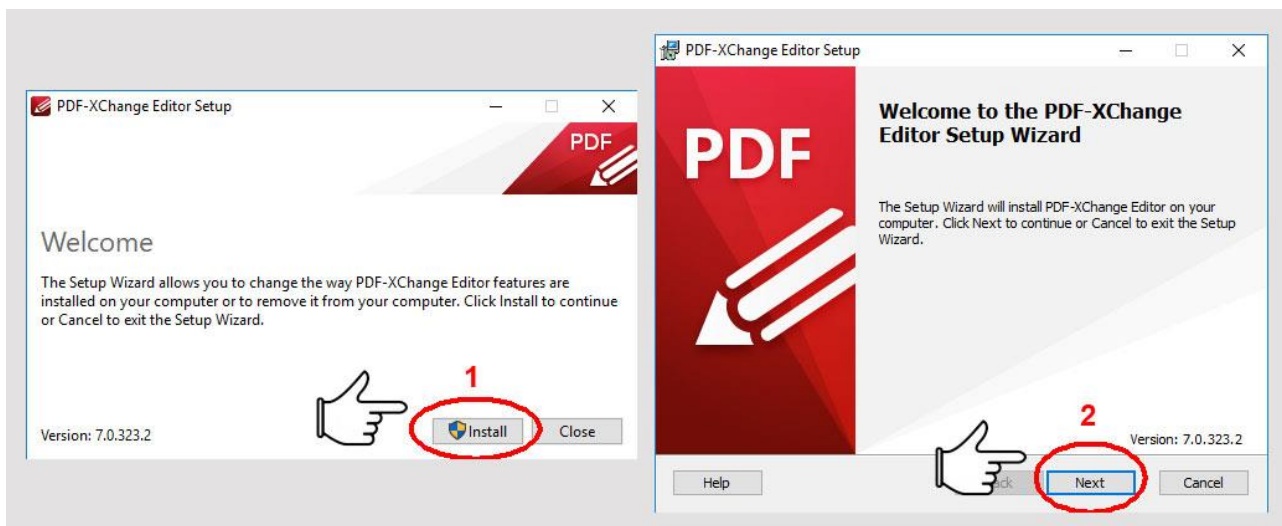 PDF-XChange Editor Setup
PDF
Welcome
The Setup Wizard allows you to change the way PDF-XChange Editor features are
installed on your computer or to remove it from your computer. Click Install to continue
or Cancel to exit the Setup Wizard.
1
Version: 7.0.323.2
Install
Close
PDF-XChange Editor Setup
PDF
Welcome to the PDF-XChange
Editor Setup Wizard
The Setup Wizard will install PDF-XChange Editor on your
computer. Click Next to continue or Cancel to exit the Setup
Wizard.
2
Version: 7.0.323.2
Help
Next
Cancel